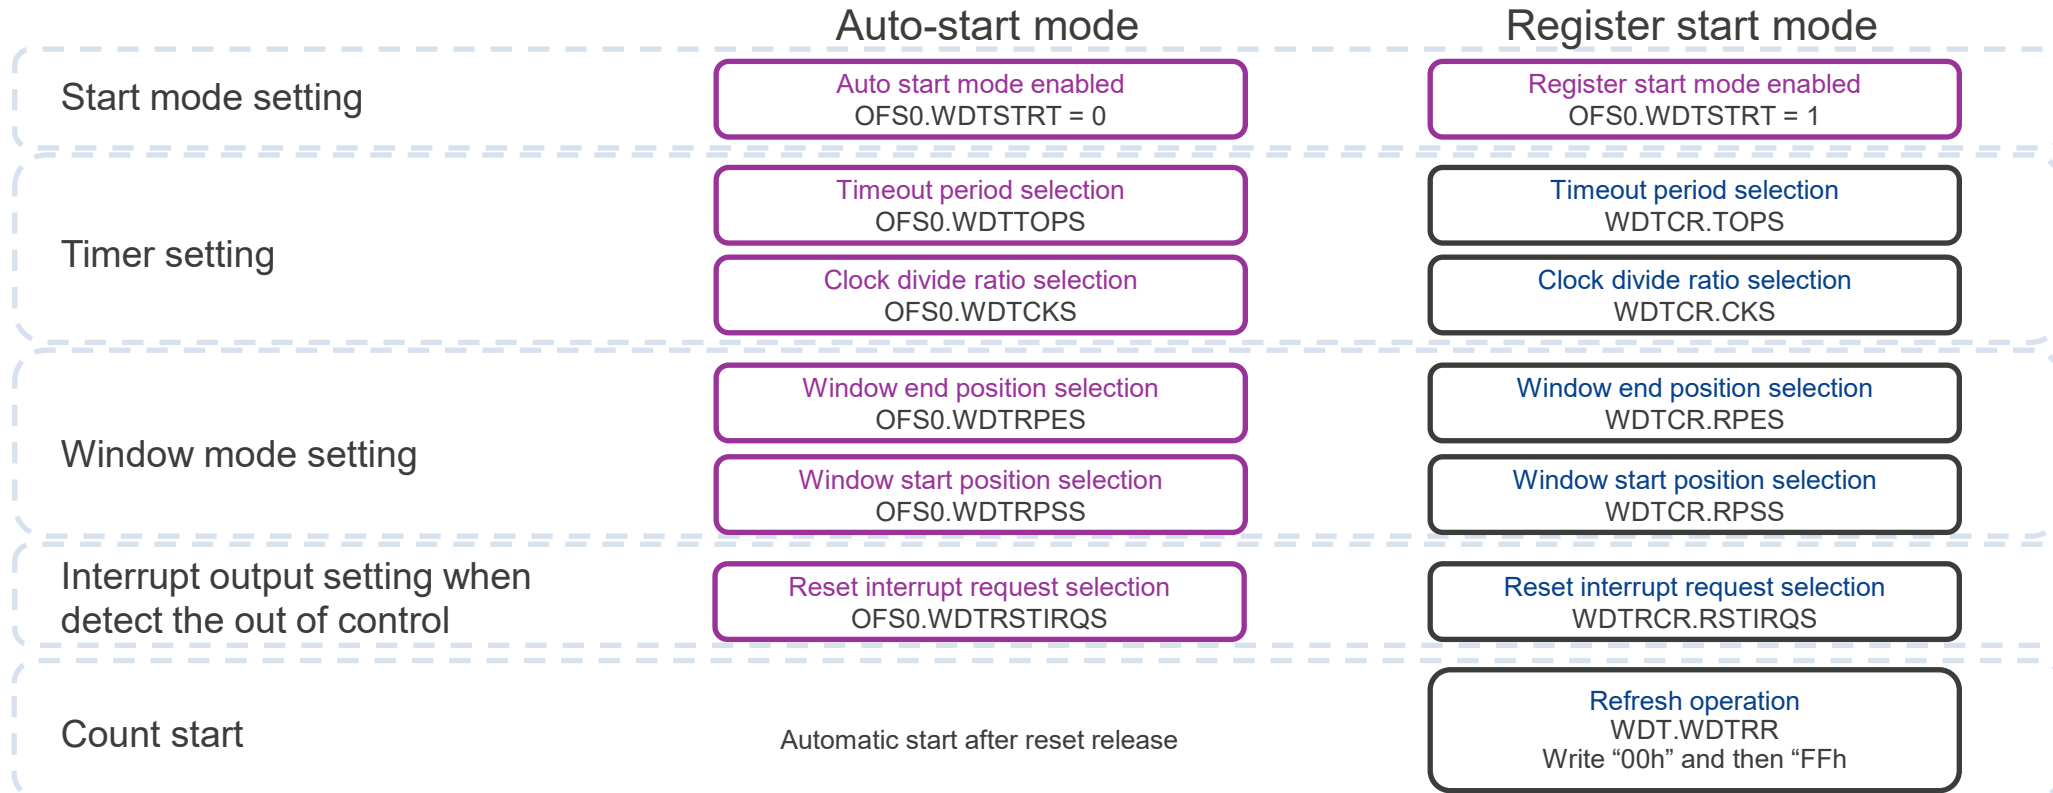 Auto-start mode
Register start mode
Start mode setting
Auto start mode enabled
OFS0.WDTSTRT = 0
Register start mode enabled
OFS0.WDTSTRT = 1
Timer setting
Timeout period selection
OFS0.WDTTOPS
Timeout period selection
WDTCR.TOPS
Clock divide ratio selection
OFS0.WDTCKS
Clock divide ratio selection
WDTCR.CKS
Window mode setting
Window end position selection
OFS0.WDTRPES
Window end position selection
WDTCR.RPES
Window start position selection
OFS0.WDTRPSS
Window start position selection
WDTCR.RPSS
Interrupt output setting when
detect the out of control
Reset interrupt request selection
OFS0.WDTRSTIRQS
Reset interrupt request selection
WDTRCR.RSTIRQS
Count start
Automatic start after reset release
Refresh operation
WDT.WDTRR
Write “00h” and then “FFh